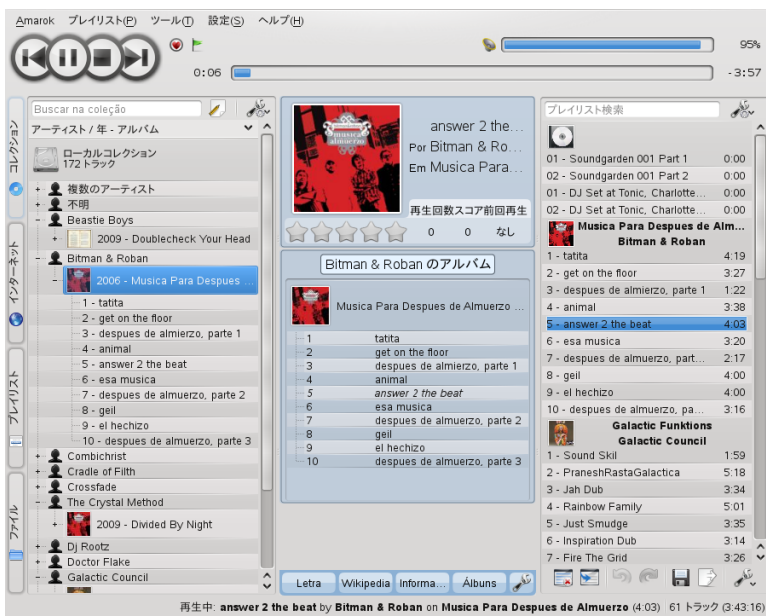 Amarok プレイリスト(P) ツール(T) 設定(S) ヘルプ(H)
95%
0:06
- 3:57
コレクション
インターネット
プレイリスト
ファイル
Buscar na coleção
アーティスト / 年 - アルバム
ローカルコレクション
172 トラック
複数のアーティスト
不明
Beastie Boys
2009 - Doublecheck Your Head
Bitman & Roban
2006 - Musica Para Despues ...
1 - tatita
2 - get on the floor
3 - despues de almierzo, parte 1
4 - animal
5 - answer 2 the beat
6 - esa musica
7 - despues de almuerzo, parte 2
8 - geil
9 - el hechizo
10 - despues de almuerzo, parte 3
Combichrist
Cradle of Filth
Crossfade
The Crystal Method
2009 - Divided By Night
Dj Rootz
Doctor Flake
Galactic Council
musica
almuerzo
answer 2 the...
Por Bitman & Ro...
Em Musica Para...
再生回数 スコア 前回再生
0 0 なし
Bitman & Roban のアルバム
Musica Para Despues de Almuerzo ...
1 tatita
2 get on the floor
3 despues de almierzo, parte 1
4 animal
5 answer 2 the beat
6 esa musica
7 despues de almuerzo, parte 2
8 geil
9 el hechizo
10 despues de almuerzo, parte 3
Letra Wikipedia Informa... Álbuns
プレイリスト検索
01 - Soundgarden 001 Part 1 0:00
02 - Soundgarden 001 Part 2 0:00
01 - DJ Set at Tonic, Charlotte... 0:00
02 - DJ Set at Tonic, Charlotte... 0:00
Musica Para Despues de Alm...
Bitman & Roban
1 - tatita 4:19
2 - get on the floor 3:27
3 - despues de almierzo, parte 1 1:22
4 - animal 3:38
5 - answer 2 the beat 4:03
6 - esa musica 3:20
7 - despues de almuerzo, part... 2:17
8 - geil 4:00
9 - el hechizo 4:00
10 - despues de almuerzo, pa... 3:16
Galactic Funktions
Galactic Council
1 - Sound Skil 1:59
2 - PraneshRastaGalactica 5:18
3 - Jah Dub 3:34
4 - Rainbow Family 5:01
5 - Just Smudge 3:35
6 - Inspiration Dub 3:14
7 - Fire The Grid 3:26
再生中: answer 2 the beat by Bitman & Roban on Musica Para Despues de Almuerzo (4:03) 61 トラック (3:43:16)